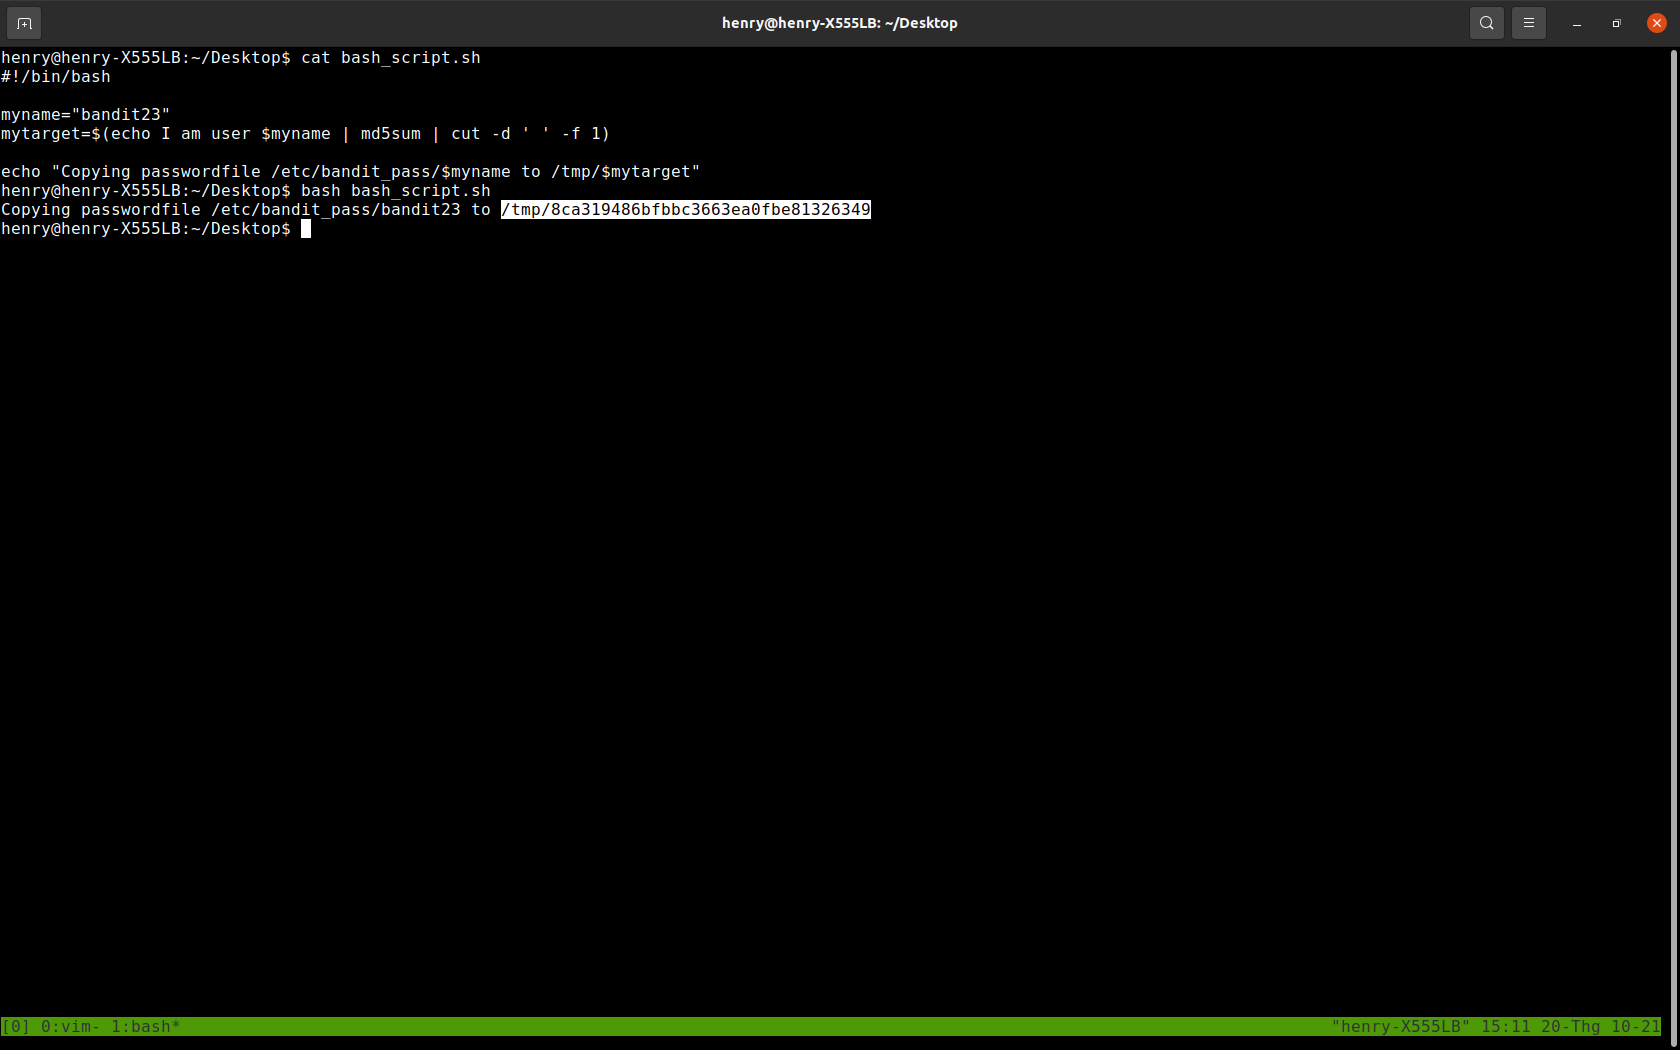 henry@henry-X555LB: ~/Desktop
henry@henry-X555LB:~/Desktop$ cat bash_script.sh
#!/bin/bash
myname="bandit23"
mytarget=$(echo I am user $myname | md5sum | cut -d ' ' -f 1)
echo "Copying passwordfile /etc/bandit_pass/$myname to /tmp/$mytarget"
henry@henry-X555LB:~/Desktop$ bash bash_script.sh
Copying passwordfile /etc/bandit_pass/bandit23 to /tmp/8ca319486bfbbc3663ea0fbe81326349
henry@henry-X555LB:~/Desktop$
[0] 0:vim- 1:bash* "henry-X555LB" 15:11 20-Thg 10-21